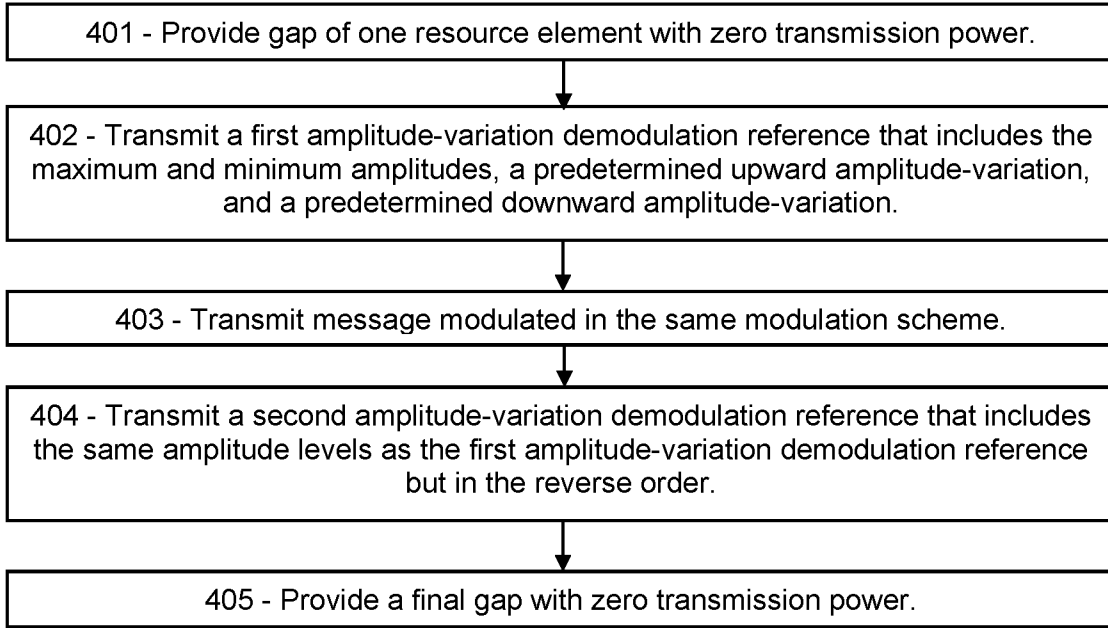 401 - Provide gap of one resource element with zero transmission power.
402 - Transmit a first amplitude-variation demodulation reference that includes the
maximum and minimum amplitudes, a predetermined upward amplitude-variation,
and a predetermined downward amplitude-variation.
403 - Transmit message modulated in the same modulation scheme.
404 - Transmit a second amplitude-variation demodulation reference that includes
the same amplitude levels as the first amplitude-variation demodulation reference
but in the reverse order.
405 - Provide a final gap with zero transmission power.